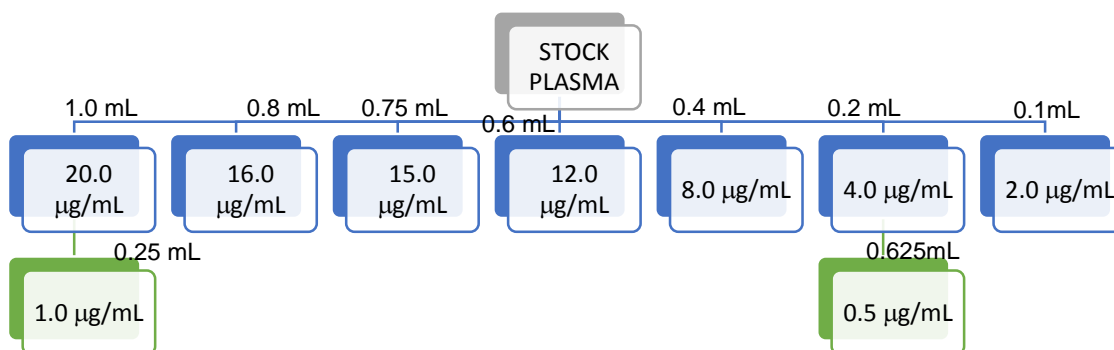 STOCK
PLASMA
1.0 mL
0.8 mL
0.75 mL
0.6 mL
0.4 mL
0.2 mL
0.1mL
20.0
μg/mL
16.0
μg/mL
15.0
μg/mL
12.0
μg/mL
8.0 μg/mL
4.0 μg/mL
2.0 μg/mL
0.25 mL
0.625mL
1.0 μg/mL
0.5 μg/mL